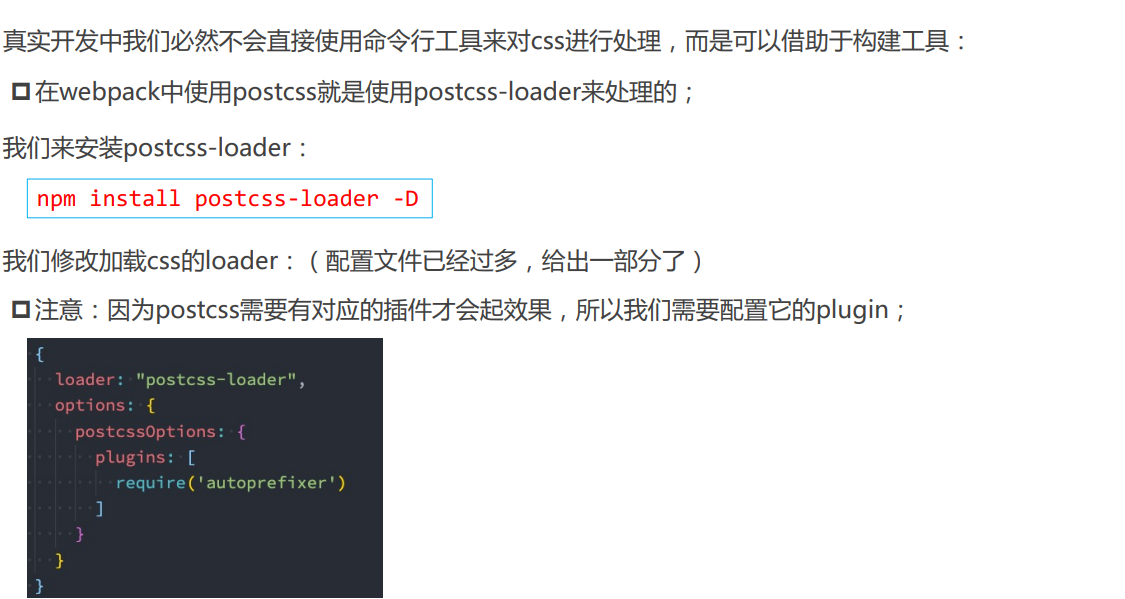 真实开发中我们必然不会直接使用命令行工具来对css进行处理，而是可以借助于构建工具：
在webpack中使用postcss就是使用postcss-loader来处理的；
我们来安装postcss-loader：
npm install postcss-loader -D
我们修改加载css的loader：（配置文件已经过多，给出一部分了）
注意：因为postcss需要有对应的插件才会起效果，所以我们需要配置它的plugin；
{
  loader: "postcss-loader",
  options: {
    postcssOptions: {
      plugins: [
        require('autoprefixer')
      ]
    }
  }
}